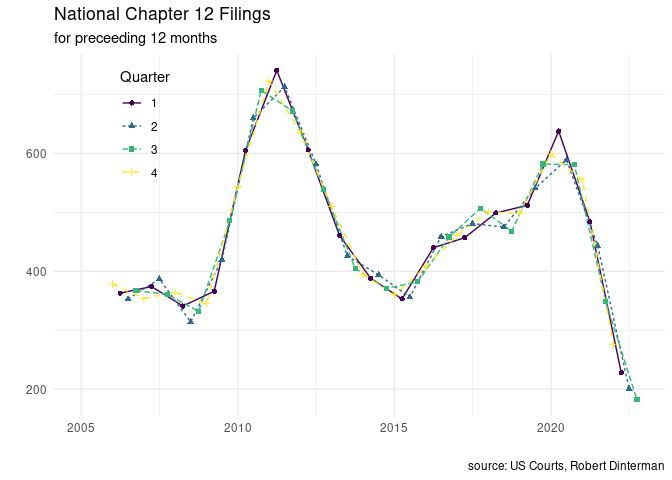 National Chapter 12 Filings
for preceeding 12 months
Quarter
1
2
3
4
600
400
200
2005
2010
2015
2020
source: US Courts, Robert Dinterman